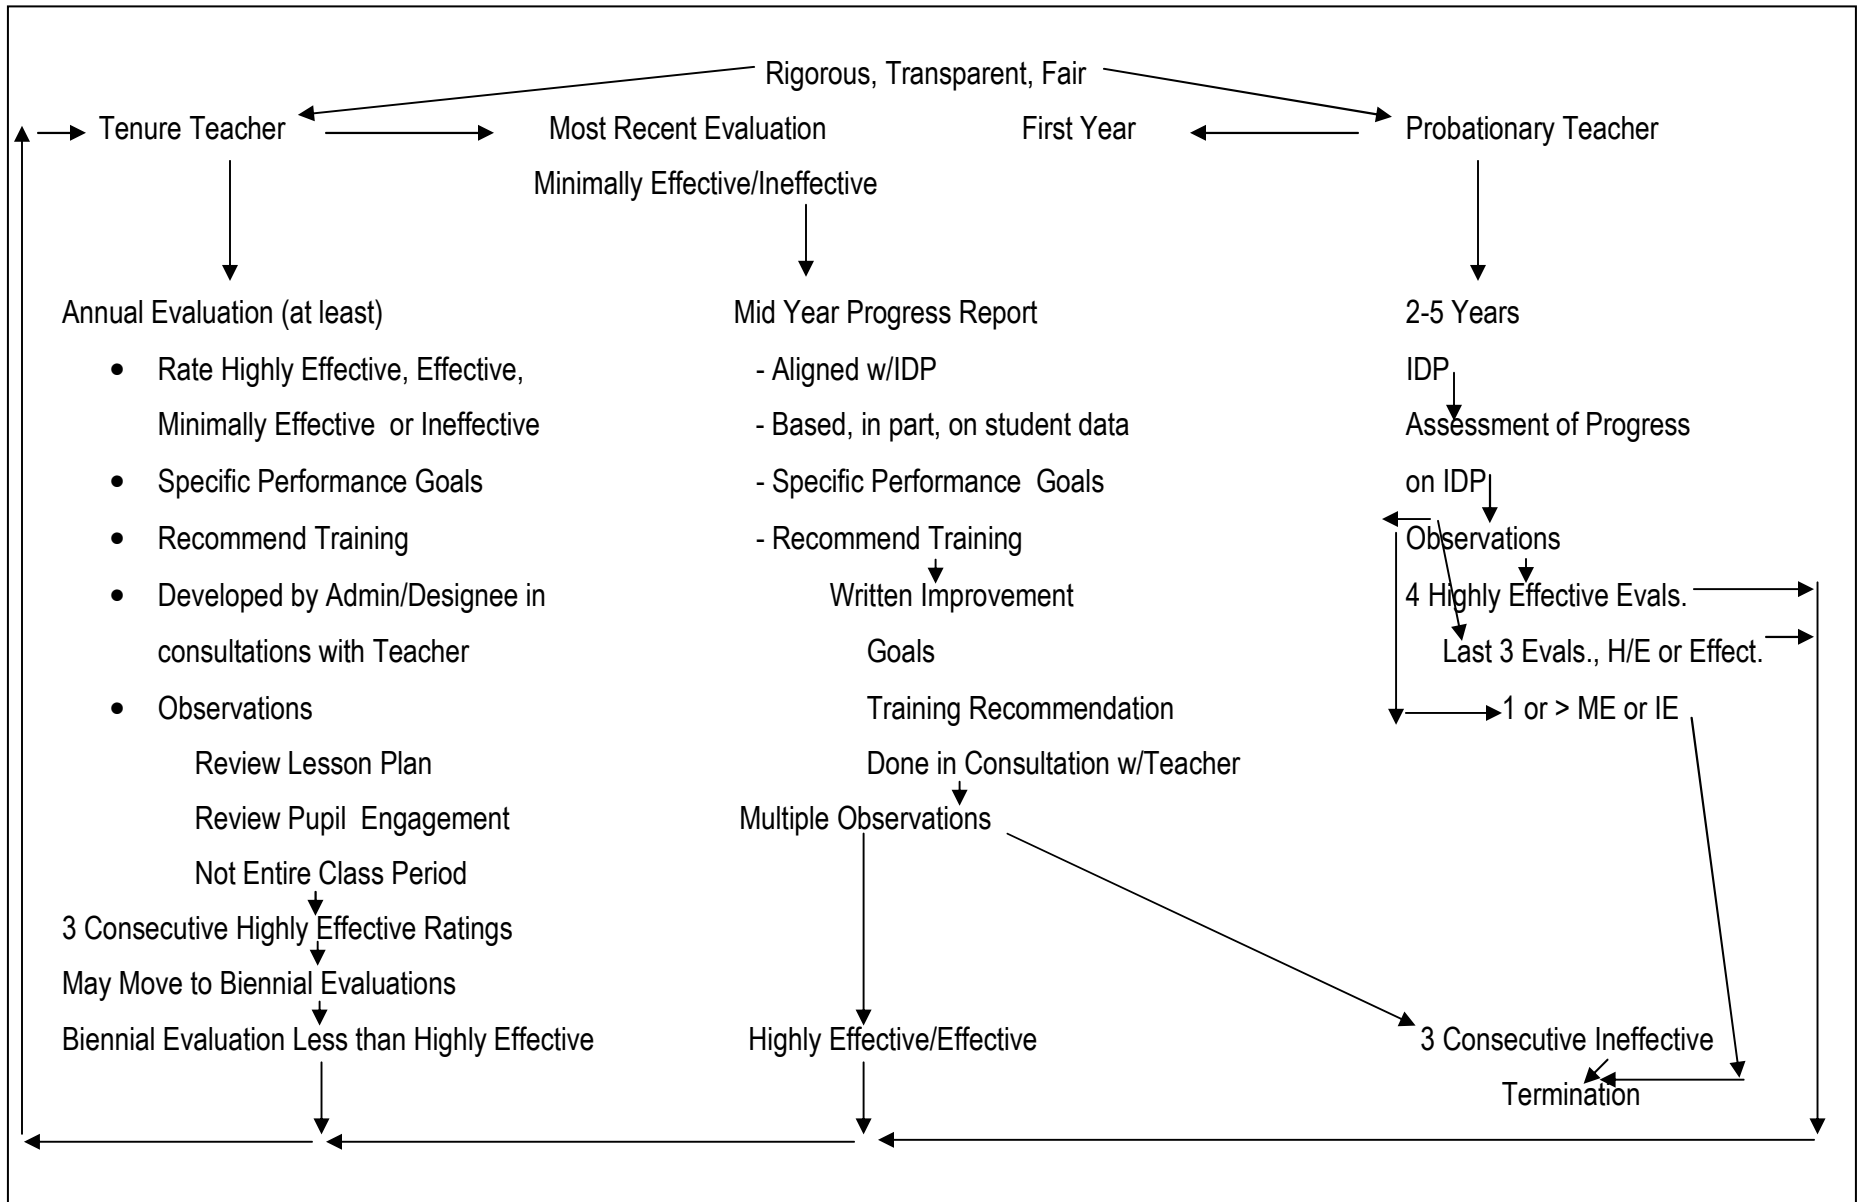 Rigorous, Transparent, Fair
Tenure Teacher
Most Recent Evaluation
Minimally Effective/Ineffective
First Year
Probationary Teacher
Annual Evaluation (at least)
• Rate Highly Effective, Effective,
Minimally Effective or Ineffective
• Specific Performance Goals
• Recommend Training
• Developed by Admin/Designee in
consultations with Teacher
• Observations
Review Lesson Plan
Review Pupil Engagement
Not Entire Class Period
3 Consecutive Highly Effective Ratings
May Move to Biennial Evaluations
Biennial Evaluation Less than Highly Effective
Mid Year Progress Report
- Aligned w/IDP
- Based, in part, on student data
- Specific Performance Goals
- Recommend Training
Written Improvement
Goals
Training Recommendation
Done in Consultation w/Teacher
Multiple Observations
Highly Effective/Effective
2-5 Years
IDP
Assessment of Progress
on IDP
Observations
4 Highly Effective Evals.
Last 3 Evals., H/E or Effect.
1 or > ME or IE
3 Consecutive Ineffective
Termination